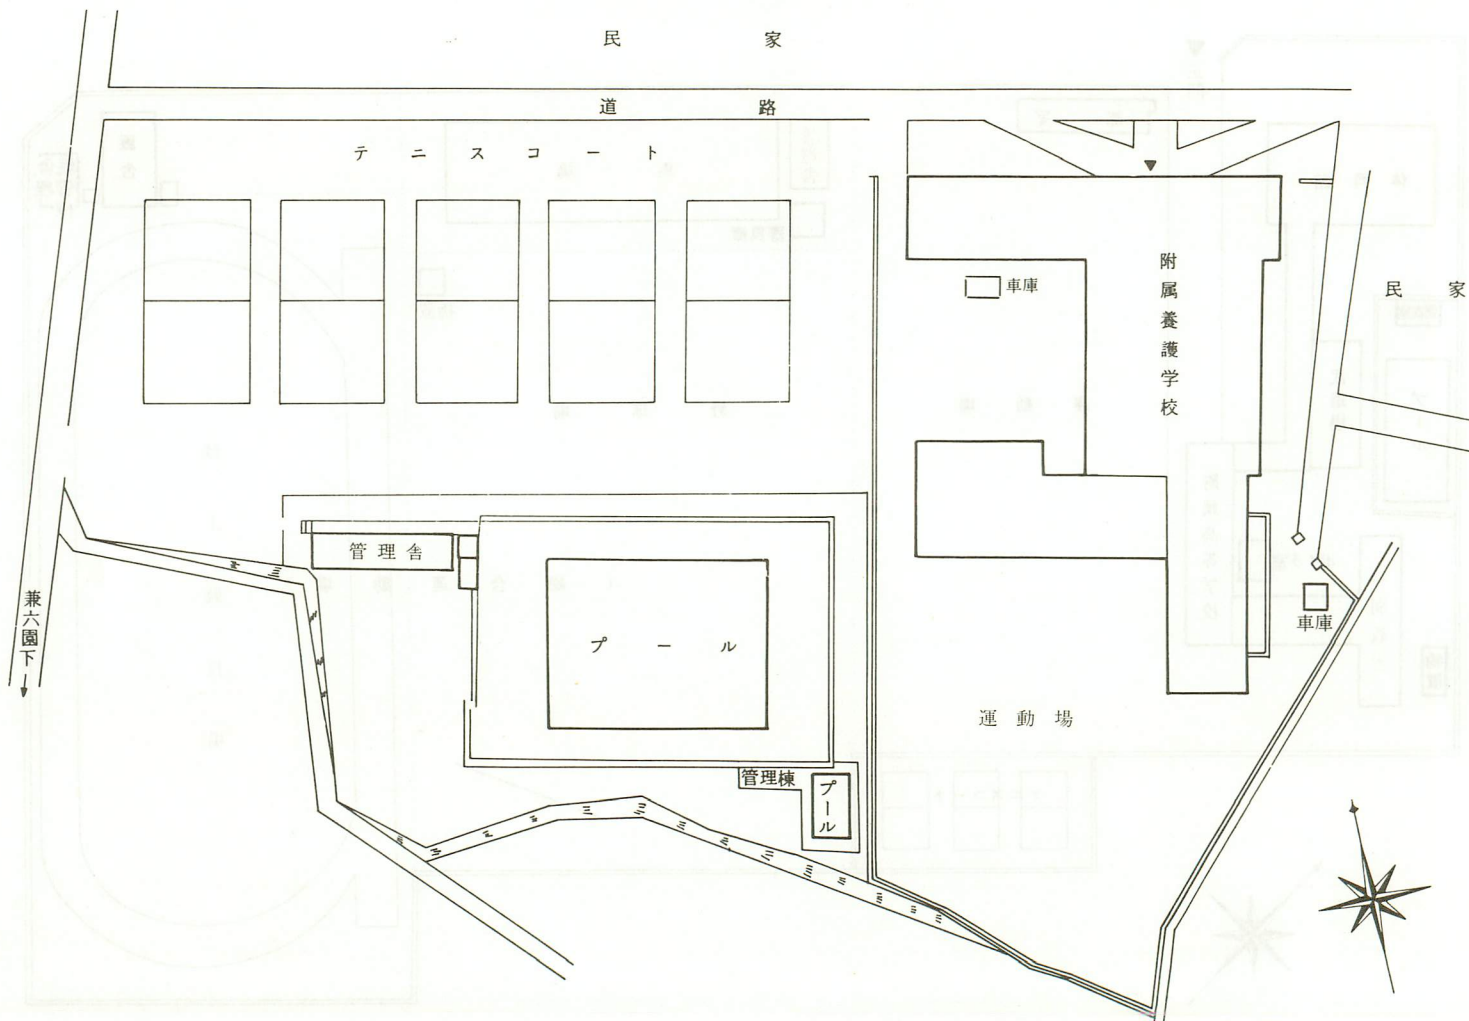 民家
道路
テニスコート
附属養護学校
車庫
民家
管理舎
プール
兼六園下
車庫
運動場
管理棟
プール